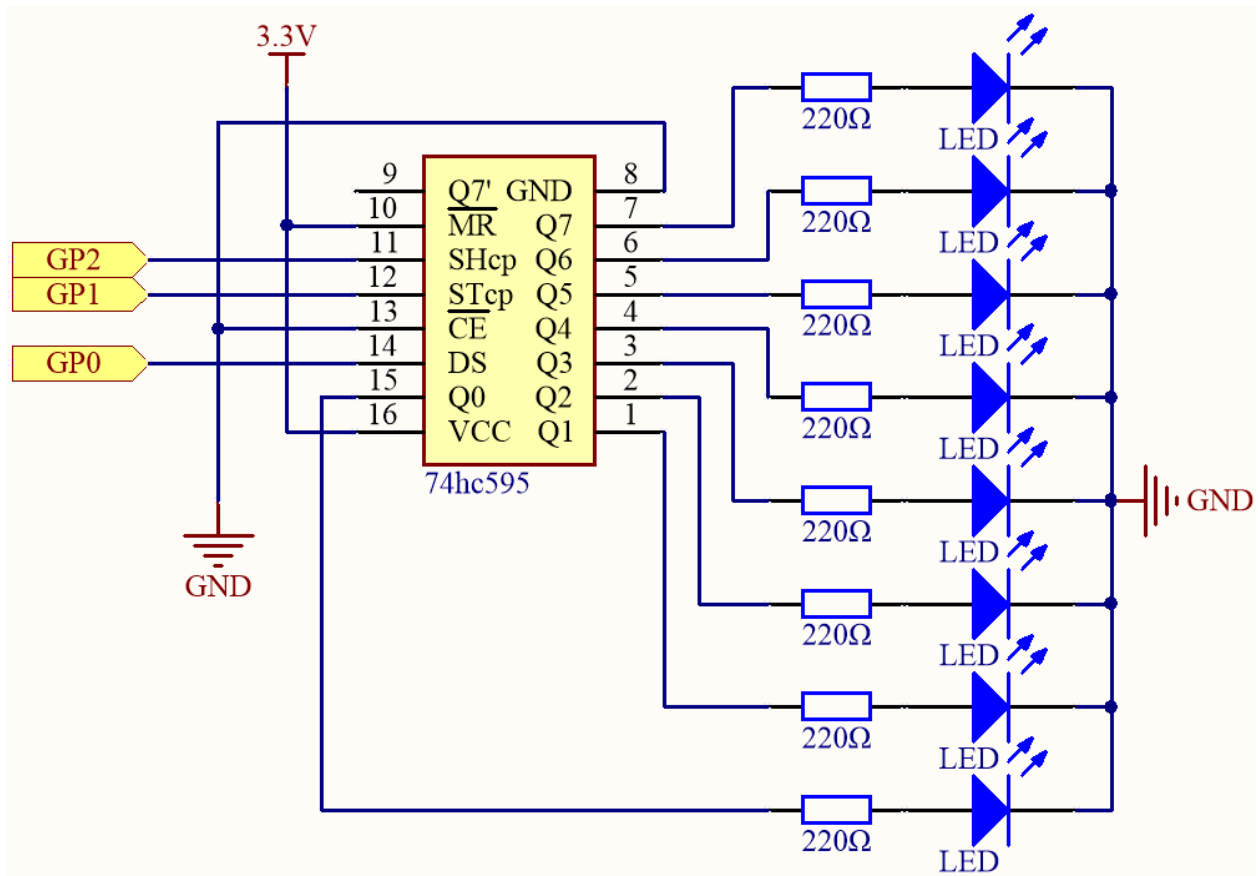 3.3V
220Ω
LED
9 Q7' GND 8
220Ω
10 MR Q7 7
LED
GP2 11 SHcp Q6 6
GP1 12 STcp Q5 5
220Ω
13 CE Q4 4
LED
GP0 14 DS Q3 3
15 Q0 Q2 2
220Ω
16 VCC Q1 1
LED
74hc595
220Ω
GND
LED
GND
220Ω
LED
220Ω
LED
220Ω
LED